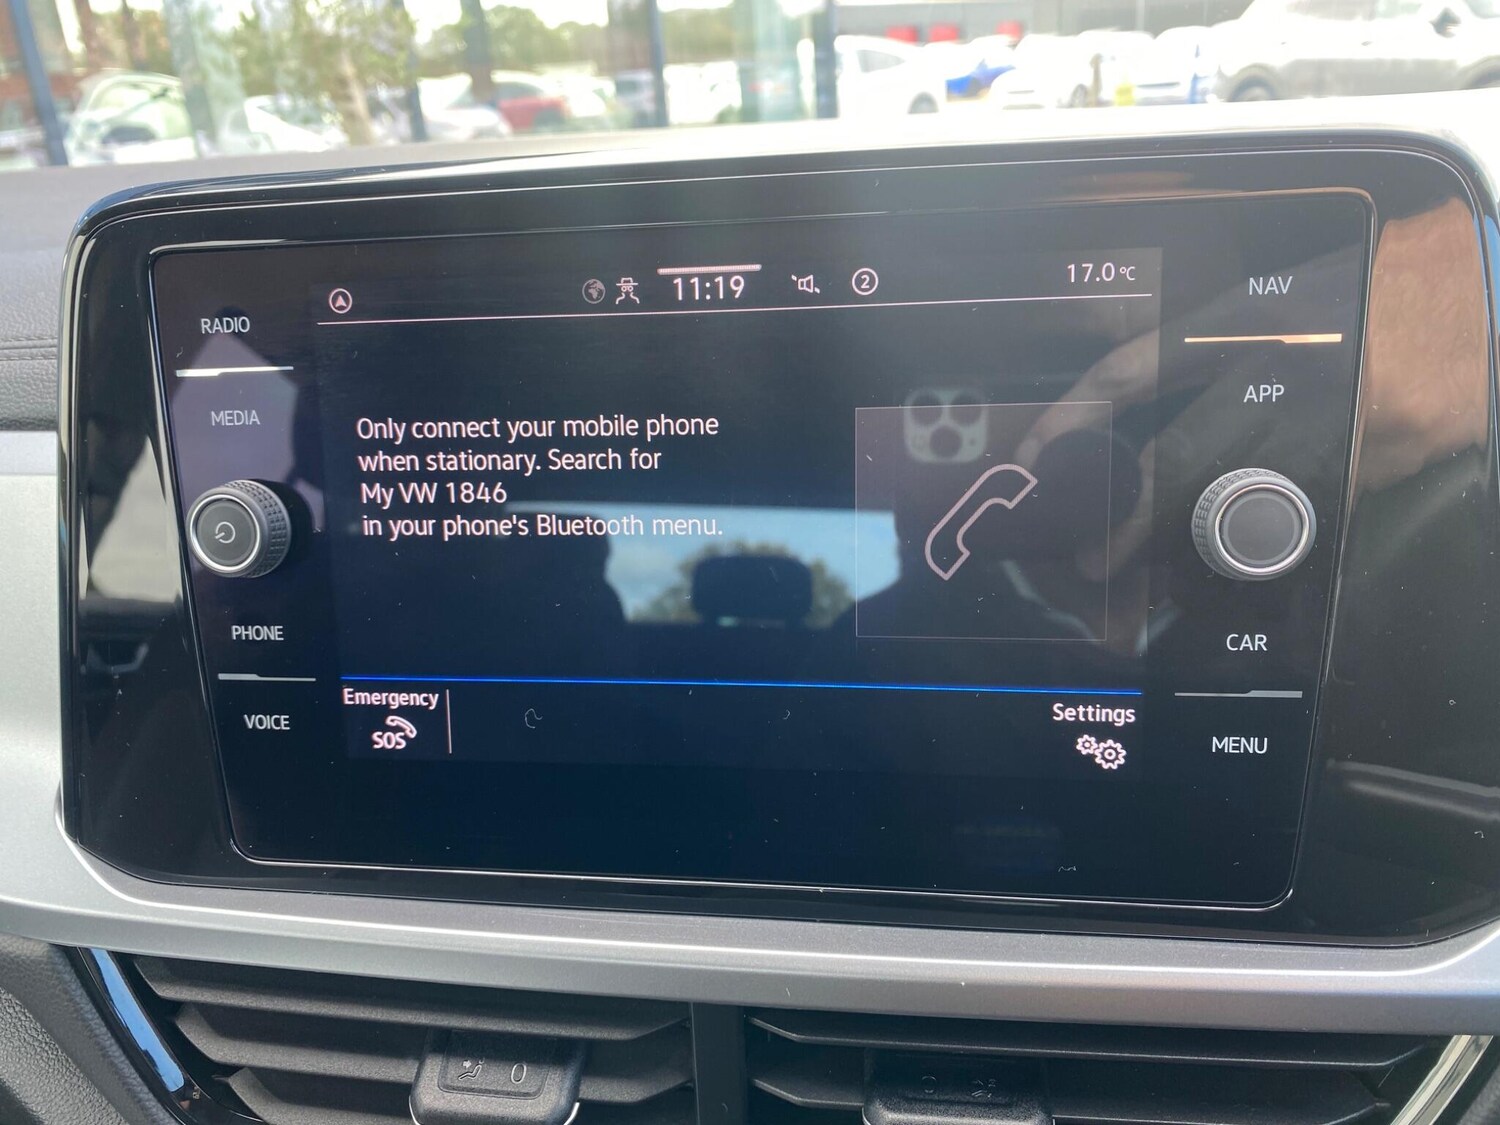 11:19
2
17.0 °C
RADIO
MEDIA
PHONE
VOICE
Only connect your mobile phone
when stationary. Search for
My VW 1846
in your phone's Bluetooth menu.
Emergency
SOS
Settings
NAV
APP
CAR
MENU
0